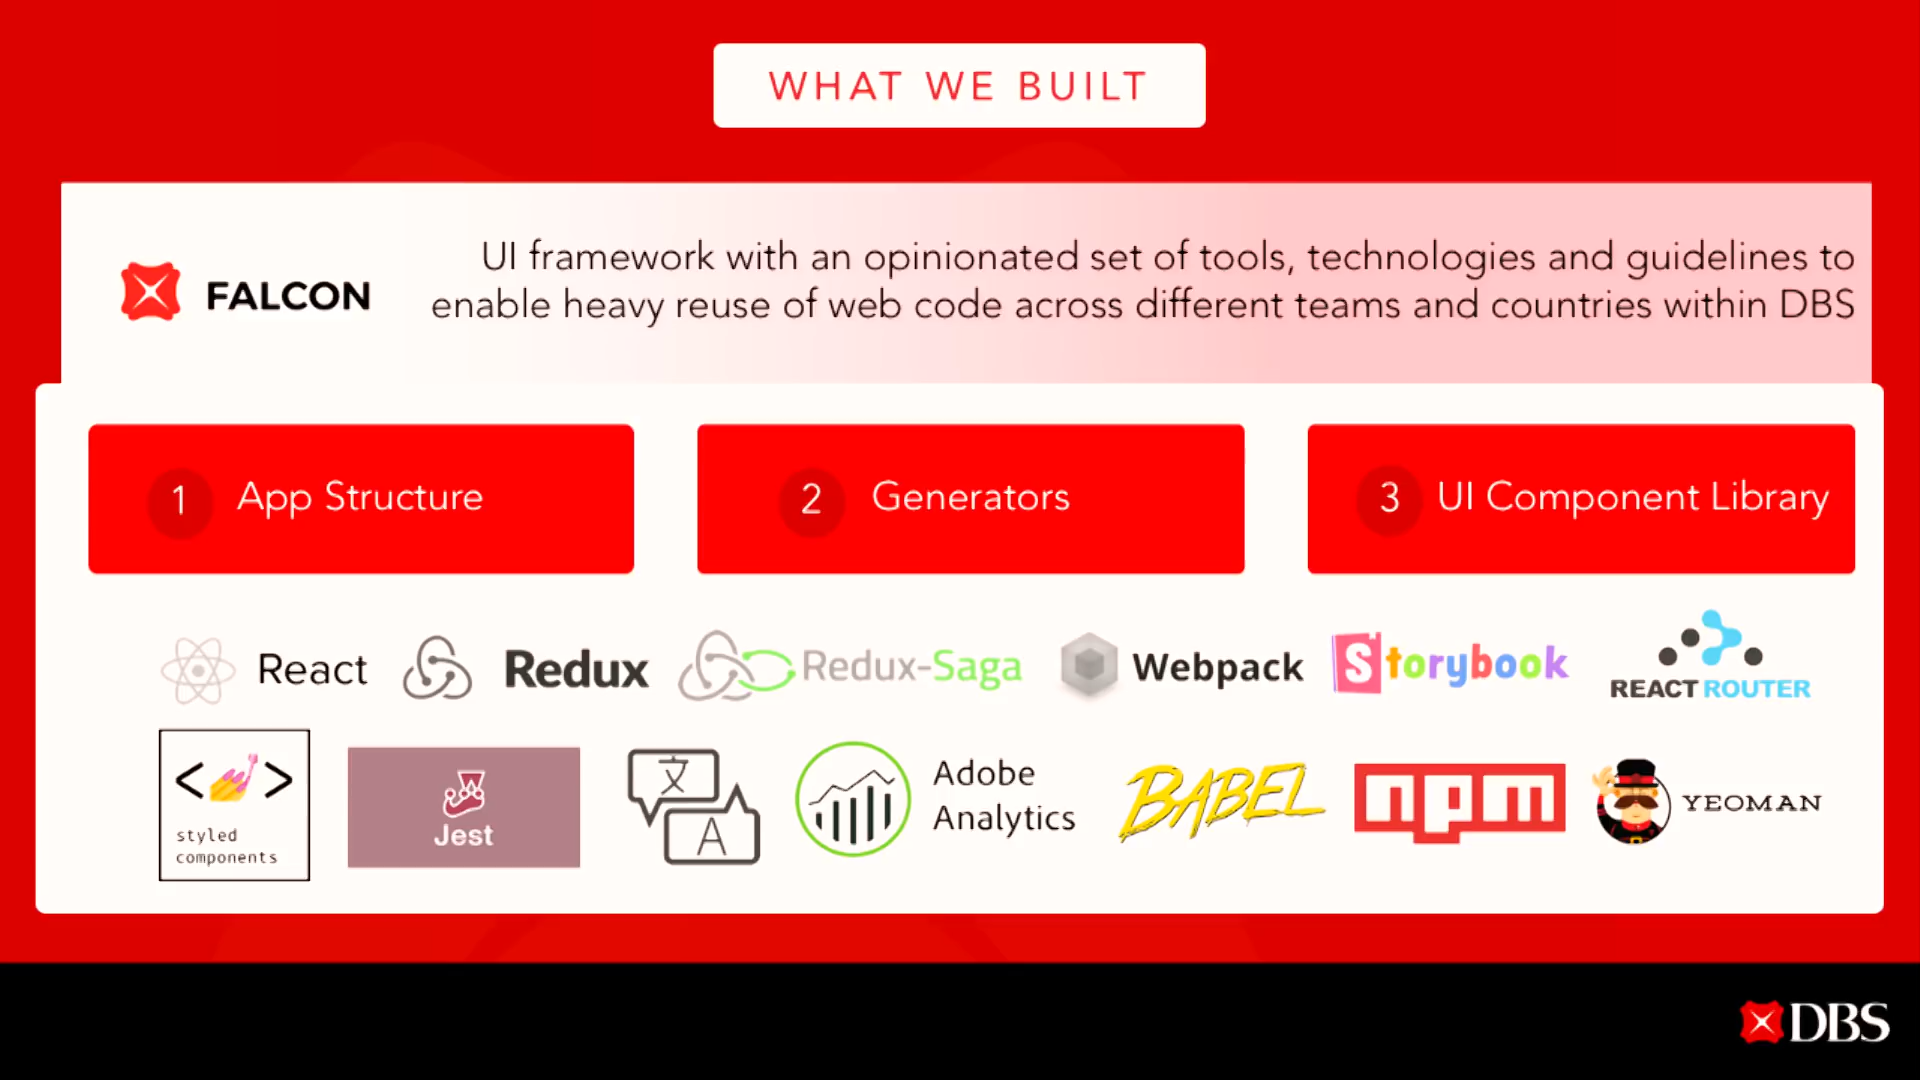 WHAT WE BUILT
FALCON
UI framework with an opinionated set of tools, technologies and guidelines to
enable heavy reuse of web code across different teams and countries within DBS
1 App Structure
2 Generators
3 UI Component Library
React
Redux
Redux-Saga
Webpack
Storybook
REACT ROUTER
styled
components
Jest
文
A
Adobe
Analytics
BABEL
npm
YEOMAN
DBS